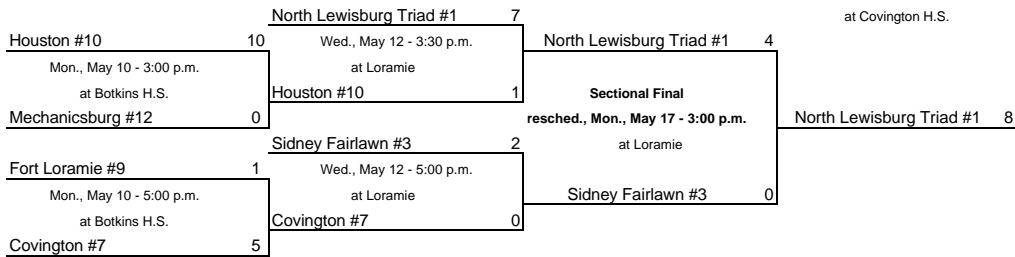 North Lewisburg Triad #1 7
at Covington H.S.
Houston #10 10
Wed., May 12 - 3:30 p.m.
North Lewisburg Triad #1 4
Mon., May 10 - 3:00 p.m.
at Loramie
at Botkins H.S.
Houston #10 1
Sectional Final
Mechanicsburg #12 0
resched., Mon., May 17 - 3:00 p.m.
North Lewisburg Triad #1 8
Sidney Fairlawn #3 2
at Loramie
Fort Loramie #9 1
Wed., May 12 - 5:00 p.m.
Mon., May 10 - 5:00 p.m.
at Loramie
Sidney Fairlawn #3 0
at Botkins H.S.
Covington #7 0
Covington #7 5